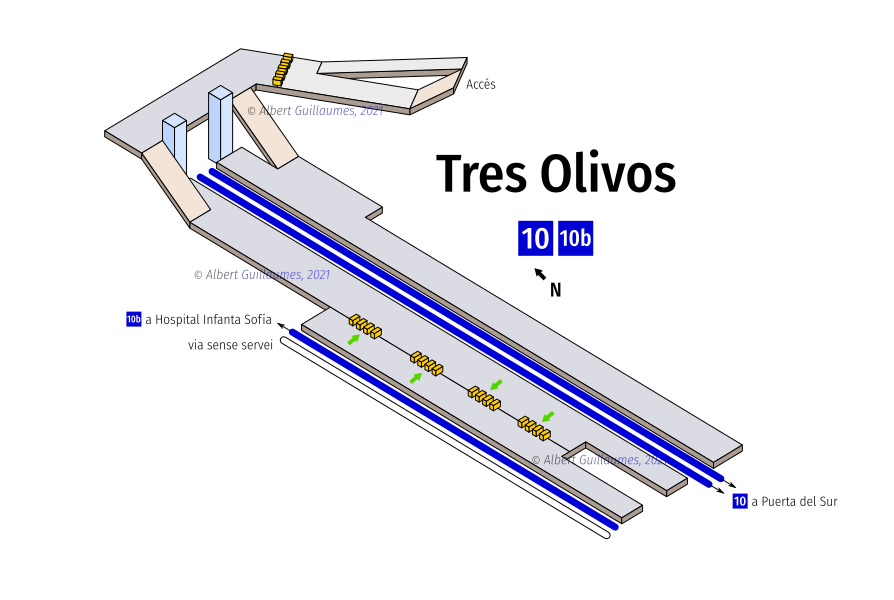 Accés
© Albert Guillaumes, 2021
Tres Olivos
10 10b
N
© Albert Guillaumes, 2021
10b a Hospital Infanta Sofía
via sense servei
© Albert Guillaumes, 2021
10 a Puerta del Sur